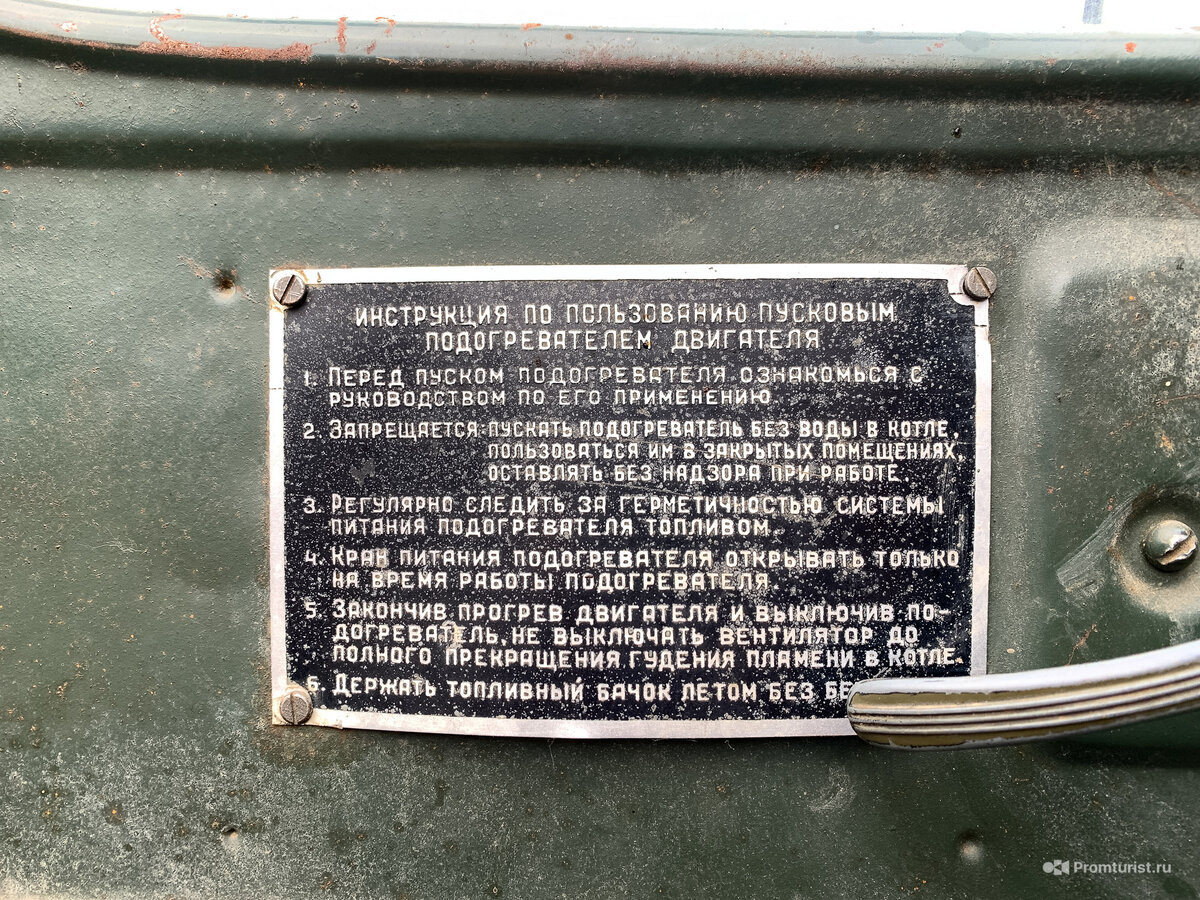 ИНСТРУКЦИЯ ПО ПОЛЬЗОВАНИЮ ПУСКОВЫМ
ПОДОГРЕВАТЕЛЕМ ДВИГАТЕЛЯ
1. ПЕРЕД ПУСКОМ ПОДОГРЕВАТЕЛЯ ОЗНАКОМЬСЯ С
РУКОВОДСТВОМ ПО ЕГО ПРИМЕНЕНИЮ
2. ЗАПРЕЩАЕТСЯ: ПУСКАТЬ ПОДОГРЕВАТЕЛЬ БЕЗ ВОДЫ В КОТЛЕ,
ПОЛЬЗОВАТЬСЯ ИМ В ЗАКРЫТЫХ ПОМЕЩЕНИЯХ,
ОСТАВЛЯТЬ БЕЗ НАДЗОРА ПРИ РАБОТЕ.
3. РЕГУЛЯРНО СЛЕДИТЬ ЗА ГЕРМЕТИЧНОСТЬЮ СИСТЕМЫ
ПИТАНИЯ ПОДОГРЕВАТЕЛЯ ТОПЛИВОМ.
4. КРАН ПИТАНИЯ ПОДОГРЕВАТЕЛЯ ОТКРЫВАТЬ ТОЛЬКО
НА ВРЕМЯ РАБОТЫ ПОДОГРЕВАТЕЛЯ.
5. ЗАКОНЧИВ ПРОГРЕВ ДВИГАТЕЛЯ И ВЫКЛЮЧИВ ПО-
ДОГРЕВАТЕЛЬ, НЕ ВЫКЛЮЧАТЬ ВЕНТИЛЯТОР ДО
ПОЛНОГО ПРЕКРАЩЕНИЯ ГУДЕНИЯ ПЛАМЕНИ В КОТЛЕ.
6. ДЕРЖАТЬ ТОПЛИВНЫЙ БАЧОК ЛЕТОМ БЕЗ
Promturist.ru